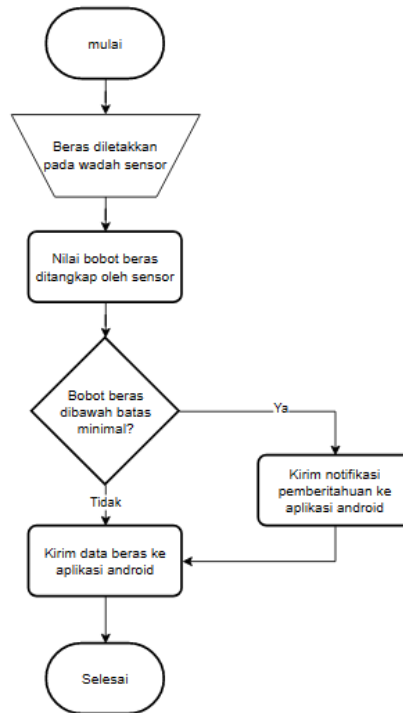 mulai
Beras diletakkan
pada wadah sensor
Nilai bobot beras
ditangkap oleh sensor
Bobot beras
dibawah batas
minimal?
Ya
Kirim notifikasi
pemberitahuan ke
aplikasi android
Tidak
Kirim data beras ke
aplikasi android
Selesai